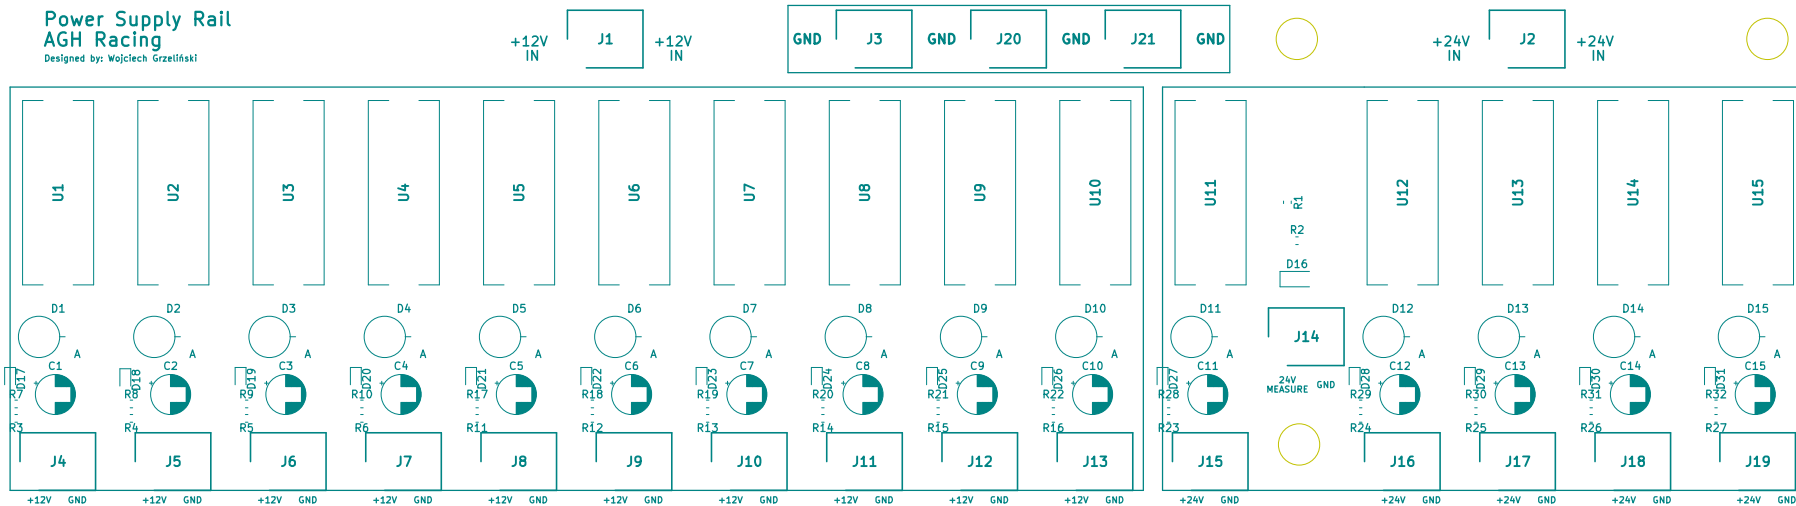 Power Supply Rail
AGH Racing
Designed by: Wojciech Grzeliński
+12V IN J1 +12V IN
GND J3 GND J20 GND J21 GND
+24V IN J2 +24V IN
U1 U2 U3 U4 U5 U6 U7 U8 U9 U10 U11 U12 U13 U14 U15
R1
R2
D16
D1 D2 D3 D4 D5 D6 D7 D8 D9 D10 D11 D12 D13 D14 D15
J14
A A A A A A A A A A A A A A A
C1 C2 C3 C4 C5 C6 C7 C8 C9 C10 C11 C12 C13 C14 C15
D17 D18 D19 D20 D21 D22 D23 D24 D25 D26 D27 D28 D29 D30 D31
24V MEASURE GND
R7 R8 R9 R10 R17 R18 R19 R20 R21 R22 R28 R29 R30 R31 R32
R3 R4 R5 R6 R11 R12 R13 R14 R15 R16 R23 R24 R25 R26 R27
J4 J5 J6 J7 J8 J9 J10 J11 J12 J13 J15 J16 J17 J18 J19
+12V GND +12V GND +12V GND +12V GND +12V GND +12V GND +12V GND +12V GND +12V GND +12V GND +24V GND +24V GND +24V GND +24V GND +24V GND